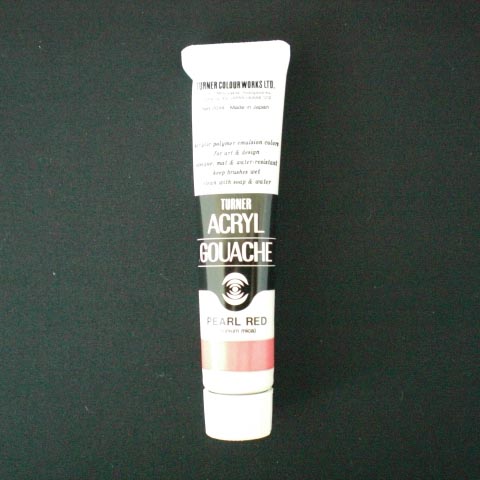 TURNER COLOUR WORKS LTD.
Made in Japan
acrylic polymer emulsion colors
for art & design
mat & water-resistant
keep brushes wet
clean with soap & water
TURNER
ACRYL
GOUACHE
PEARL RED